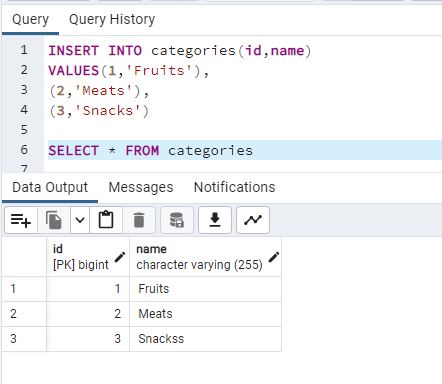 Query Query History
1 INSERT INTO categories(id,name)
2 VALUES(1,'Fruits'),
3 (2,'Meats'),
4 (3,'Snacks')
5
6 SELECT * FROM categories
7
Data Output Messages Notifications
id name
[PK] bigint character varying (255)
1 1 Fruits
2 2 Meats
3 3 Snackss